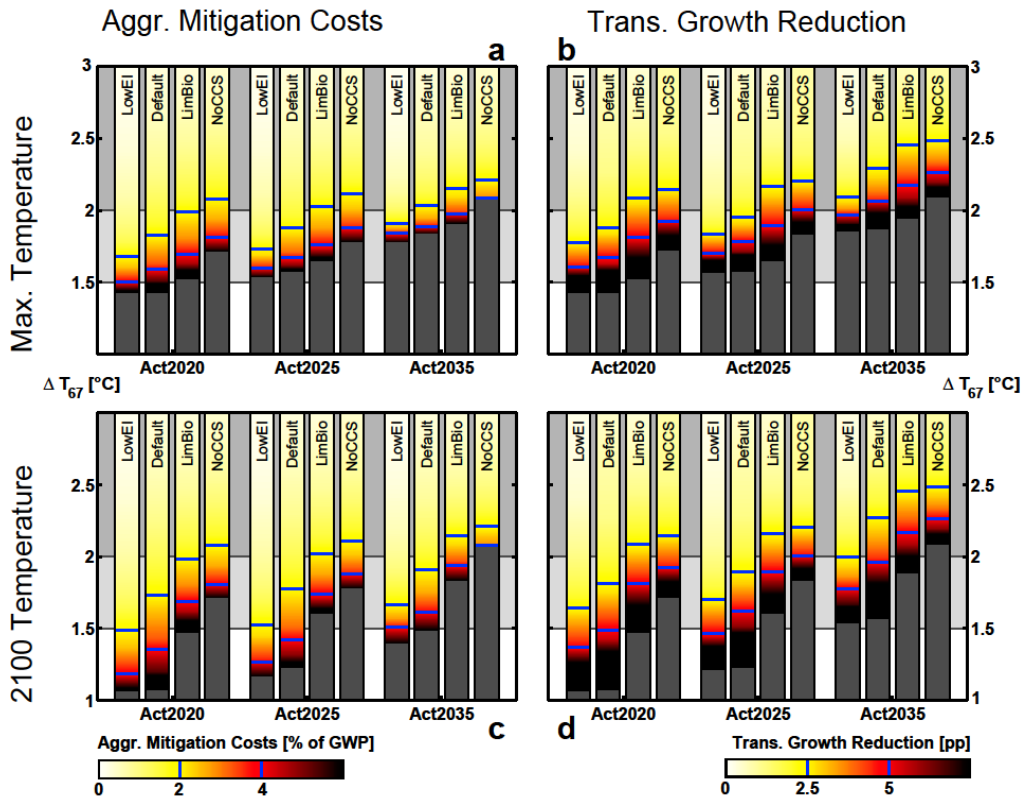 Aggr. Mitigation Costs
Trans. Growth Reduction
a
b
Max. Temperature
3
2.5
2
1.5
LowEI
Default
LimBio
NoCCS
LowEI
Default
LimBio
NoCCS
LowEI
Default
LimBio
NoCCS
LowEI
Default
LimBio
NoCCS
LowEI
Default
LimBio
NoCCS
LowEI
Default
LimBio
NoCCS
3
2.5
2
1.5
Act2020
Act2025
Act2035
Act2020
Act2025
Act2035
Δ T67 [°C]
Δ T67 [°C]
2100 Temperature
2.5
2
1.5
1
LowEI
Default
LimBio
NoCCS
LowEI
Default
LimBio
NoCCS
LowEI
Default
LimBio
NoCCS
LowEI
Default
LimBio
NoCCS
LowEI
Default
LimBio
NoCCS
LowEI
Default
LimBio
NoCCS
2.5
2
1.5
1
Act2020
Act2025
Act2035
Act2020
Act2025
Act2035
c
d
Aggr. Mitigation Costs [% of GWP]
0 2 4
Trans. Growth Reduction [pp]
0 2.5 5